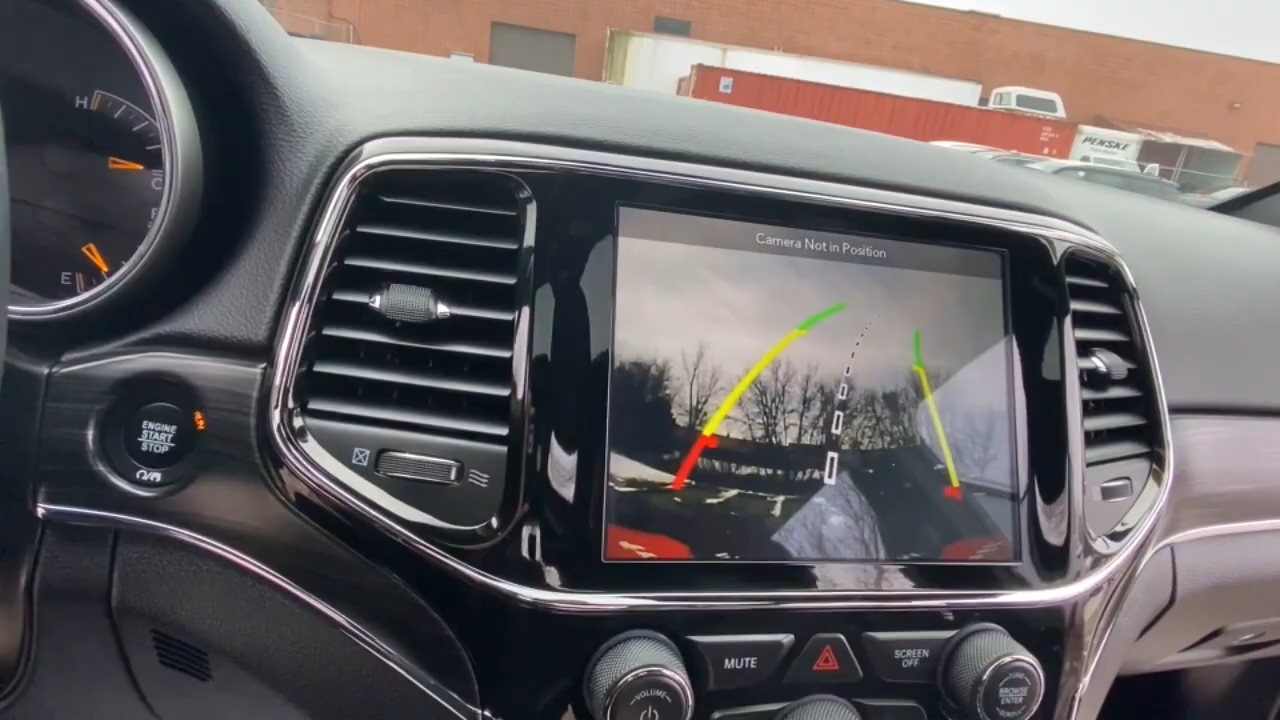 PENSKE
H
C
E
Camera Not in Position
ENGINE
START
STOP
MUTE
SCREEN
OFF
VOLUME
BROWSE
ENTER